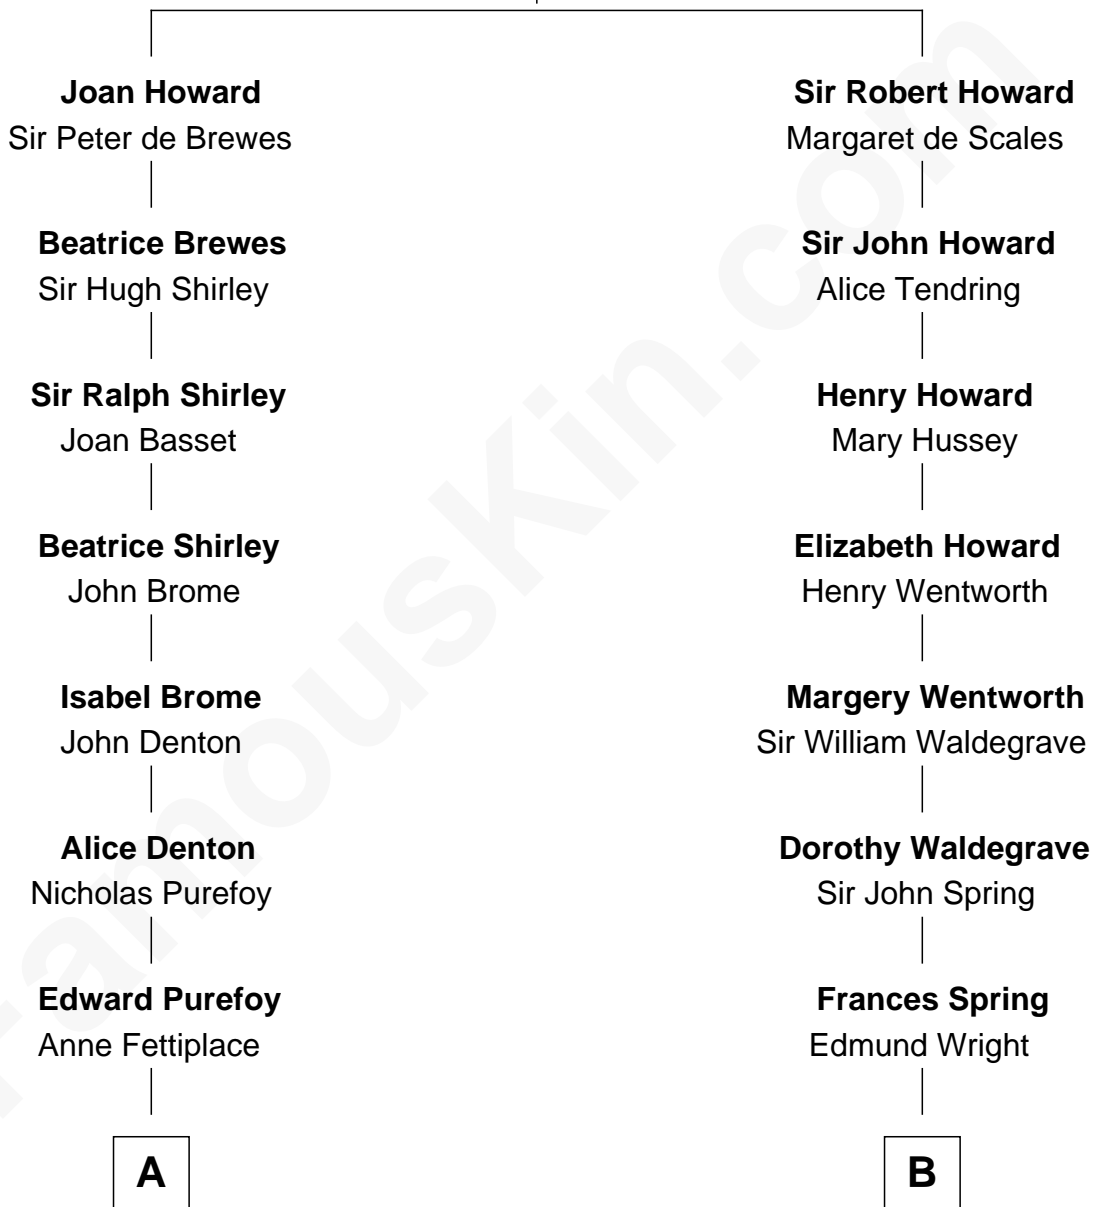 Joan Howard
Sir Peter de Brewes
Sir Robert Howard
Margaret de Scales
Beatrice Brewes
Sir Hugh Shirley
Sir John Howard
Alice Tendring
Sir Ralph Shirley
Joan Basset
Henry Howard
Mary Hussey
Beatrice Shirley
John Brome
Elizabeth Howard
Henry Wentworth
Isabel Brome
John Denton
Margery Wentworth
Sir William Waldegrave
Alice Denton
Nicholas Purefoy
Dorothy Waldegrave
Sir John Spring
Edward Purefoy
Anne Fettiplace
Frances Spring
Edmund Wright
A
B
FamousKin.com